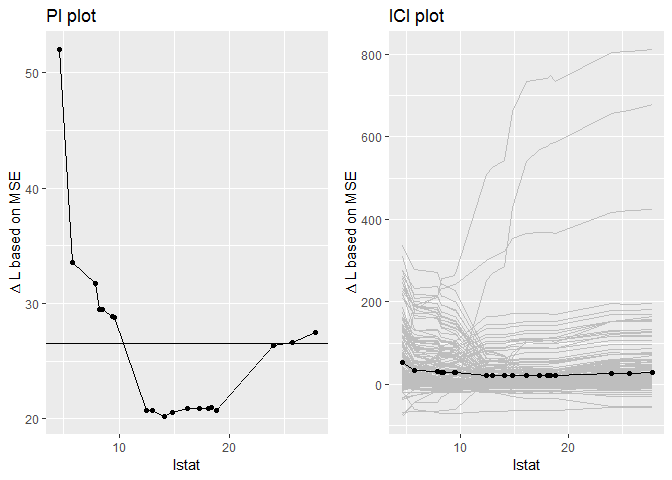 PI plot
Δ L based on MSE
50
40
30
20
10
20
lstat
ICI plot
Δ L based on MSE
800
600
400
200
0
10
20
lstat